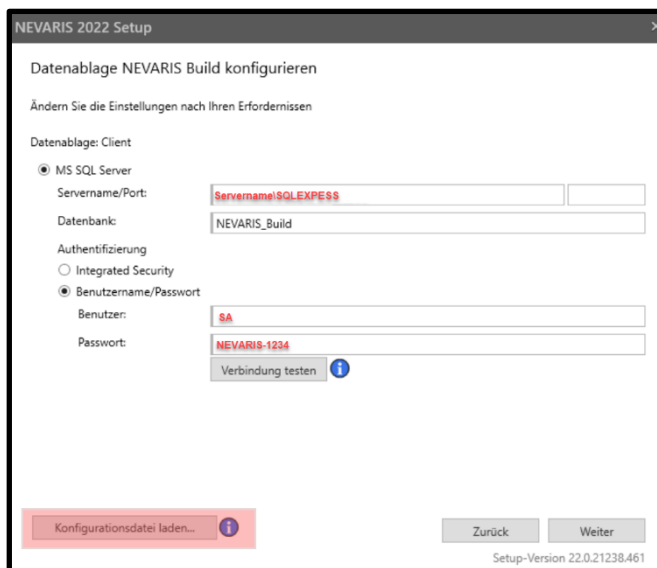 NEVARIS 2022 Setup
Datenablage NEVARIS Build konfigurieren
Ändern Sie die Einstellungen nach Ihren Erfordernissen
Datenablage: Client
MS SQL Server
Servername/Port: Servername\SQLEXPESS
Datenbank: NEVARIS_Build
Authentifizierung
Integrated Security
Benutzername/Passwort
Benutzer: SA
Passwort: NEVARIS-1234
Verbindung testen
Konfigurationsdatei laden... Zurück Weiter
Setup-Version 22.0.21238.461